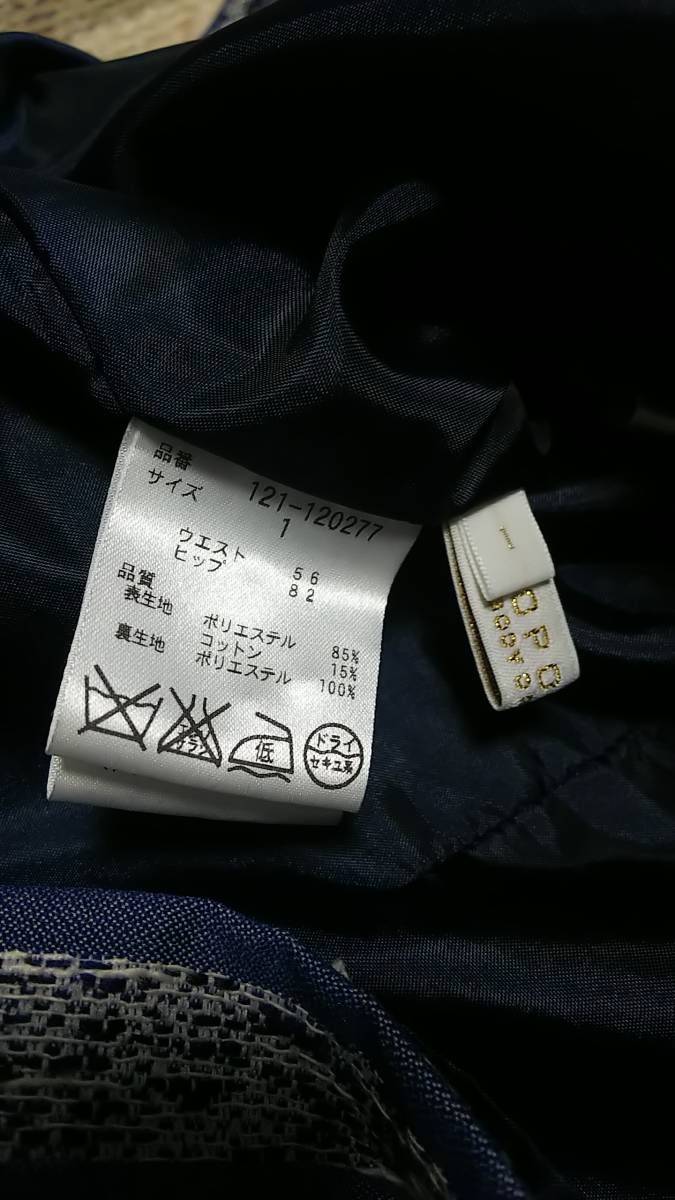 品番 121-120277
サイズ 1
ウエスト 56
ヒップ 82
品質
表生地 ポリエステル 85%
コットン 15%
裏生地 ポリエステル 100%
低
ドライ
セキユ系
1